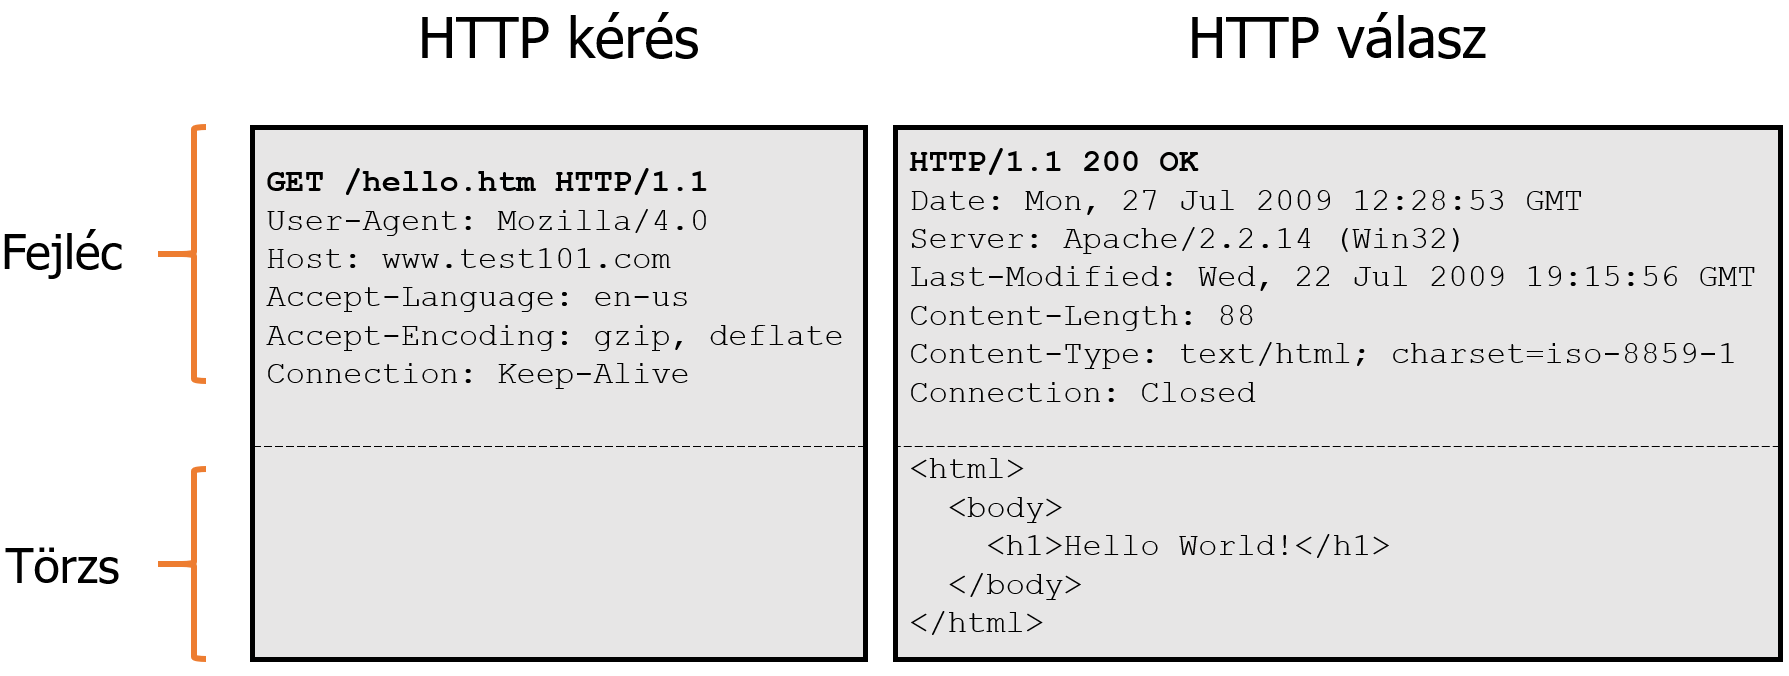 HTTP kérés
HTTP válasz
Fejléc
GET /hello.htm HTTP/1.1
User-Agent: Mozilla/4.0
Host: www.test101.com
Accept-Language: en-us
Accept-Encoding: gzip, deflate
Connection: Keep-Alive
HTTP/1.1 200 OK
Date: Mon, 27 Jul 2009 12:28:53 GMT
Server: Apache/2.2.14 (Win32)
Last-Modified: Wed, 22 Jul 2009 19:15:56 GMT
Content-Length: 88
Content-Type: text/html; charset=iso-8859-1
Connection: Closed
Törzs
<html>
  <body>
    <h1>Hello World!</h1>
  </body>
</html>